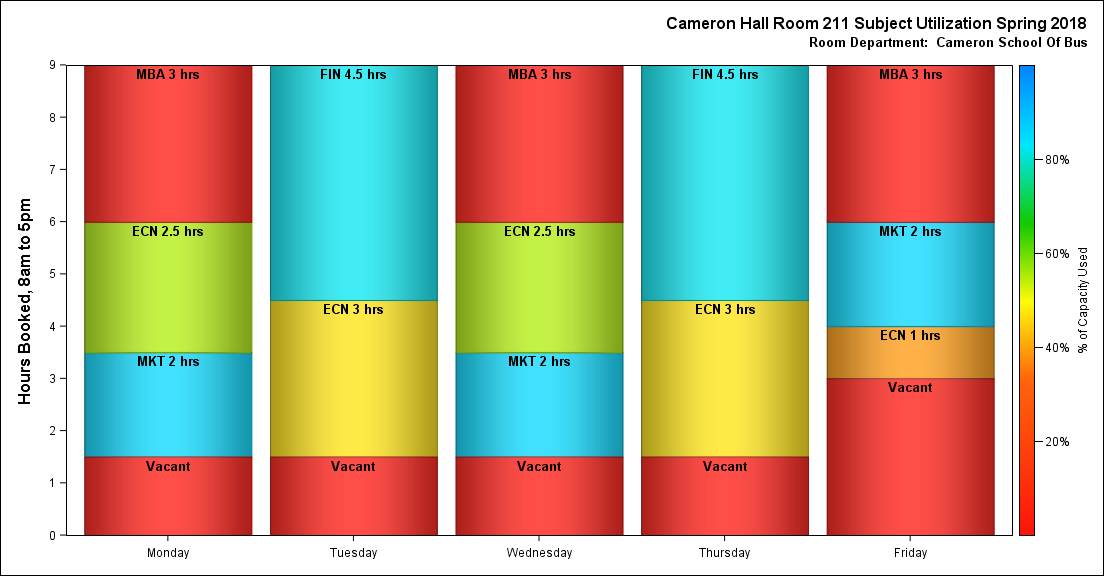 Cameron Hall Room 211 Subject Utilization Spring 2018
Room Department:  Cameron School Of Bus
Hours Booked, 8am to 5pm
9
8
7
6
5
4
3
2
1
0
MBA 3 hrs
ECN 2.5 hrs
MKT 2 hrs
Vacant
FIN 4.5 hrs
ECN 3 hrs
Vacant
MBA 3 hrs
ECN 2.5 hrs
MKT 2 hrs
Vacant
FIN 4.5 hrs
ECN 3 hrs
Vacant
MBA 3 hrs
MKT 2 hrs
ECN 1 hrs
Vacant
Monday
Tuesday
Wednesday
Thursday
Friday
80%
60%
40%
20%
% of Capacity Used